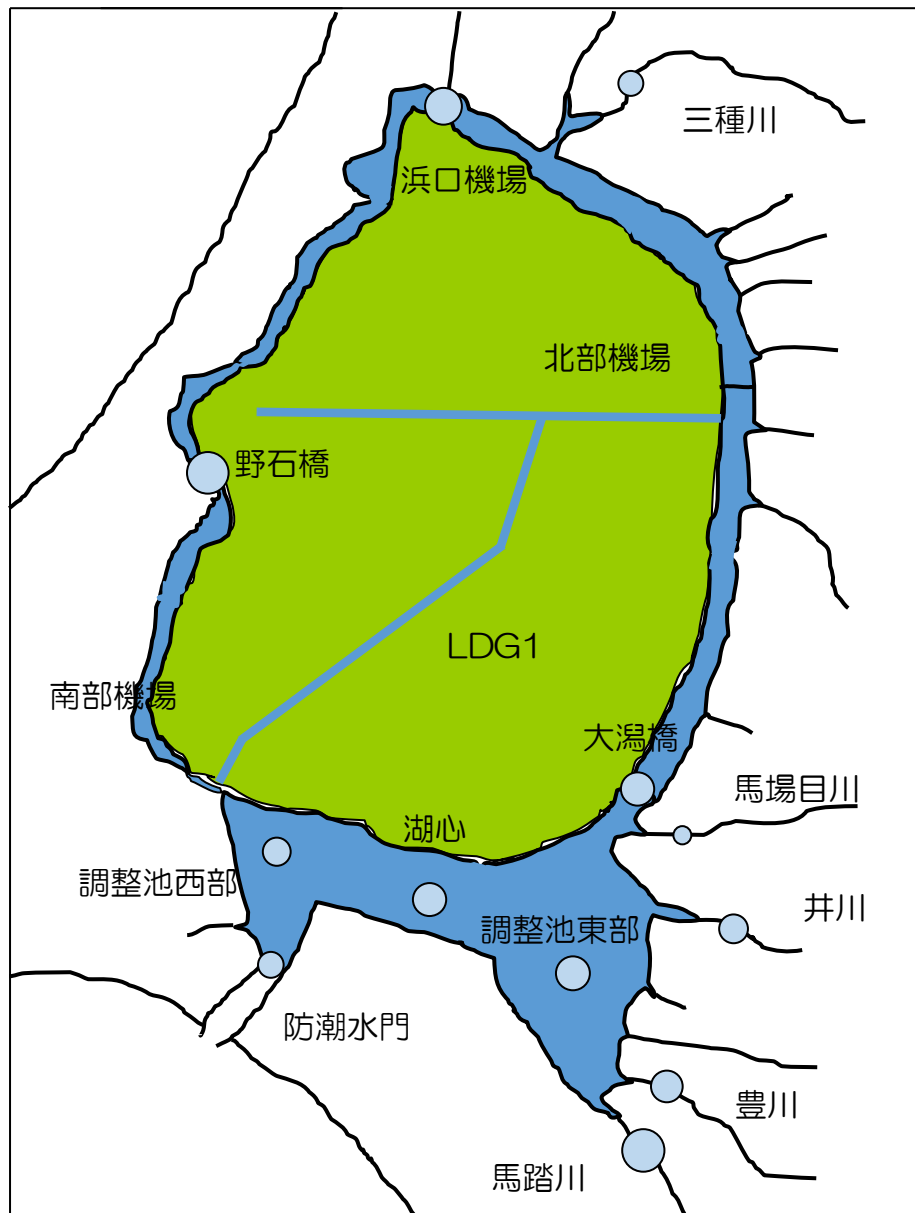 三種川
浜口機場
北部機場
野石橋
LDG1
南部機場
大潟橋
馬場目川
湖心
調整池西部
井川
調整池東部
防潮水門
豊川
馬踏川